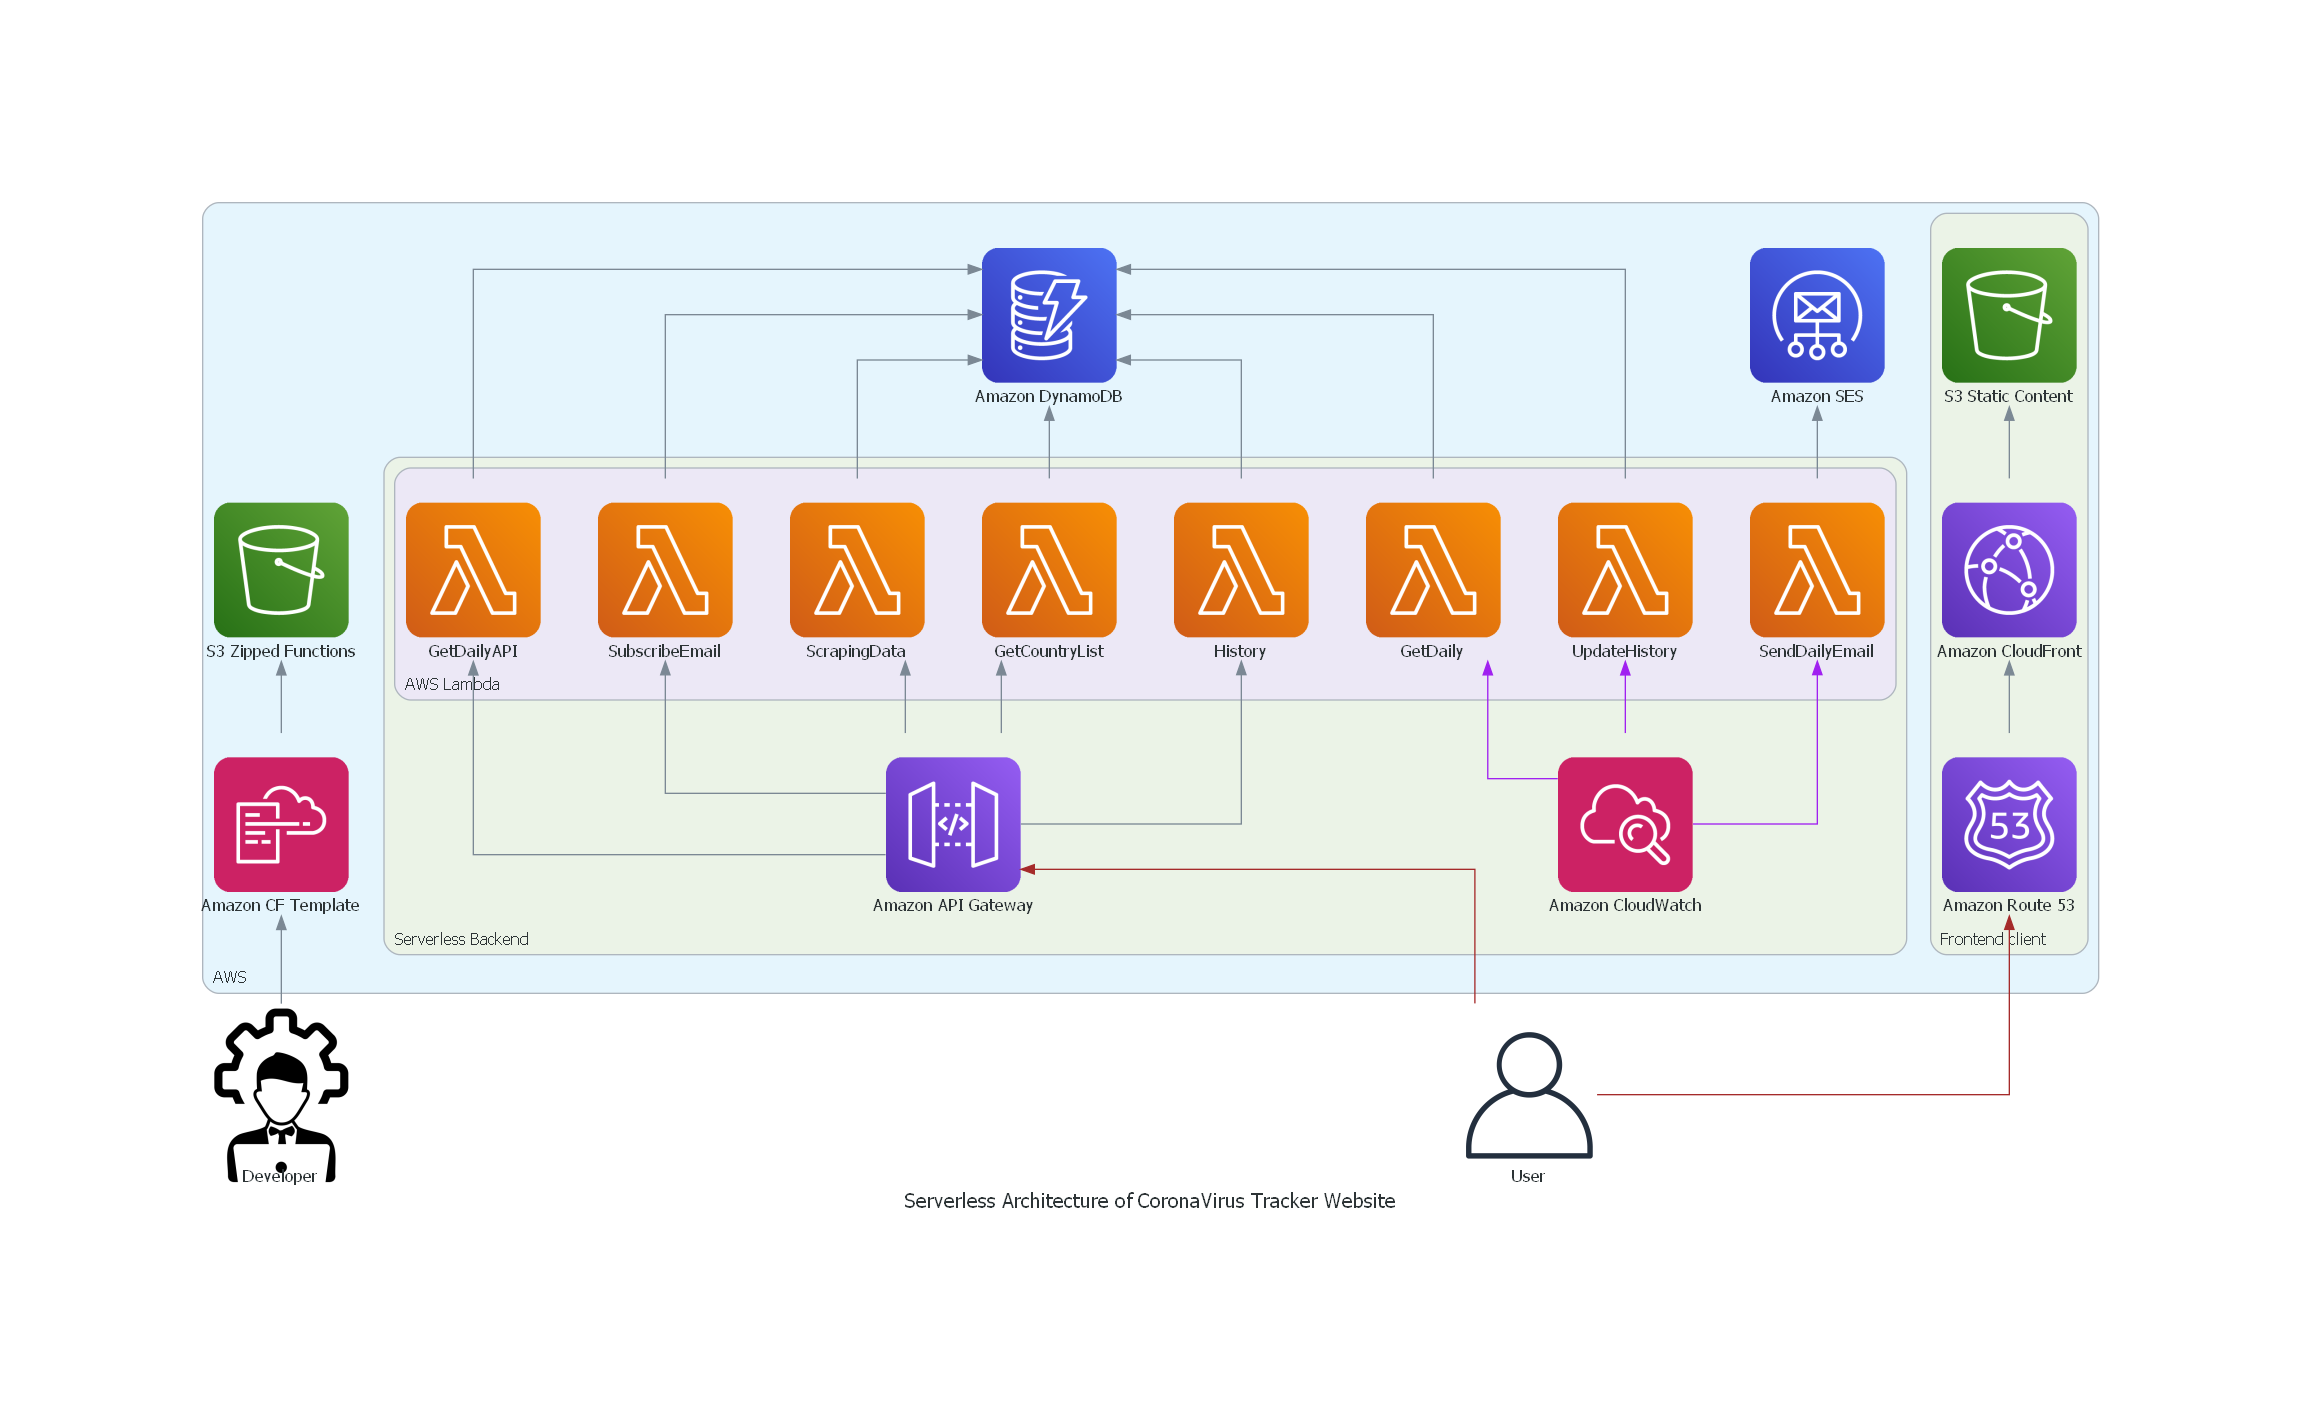 Amazon DynamoDB
Amazon SES
S3 Static Content
S3 Zipped Functions
GetDailyAPI
SubscribeEmail
ScrapingData
GetCountryList
History
GetDaily
UpdateHistory
SendDailyEmail
Amazon CloudFront
AWS Lambda
</>
53
Amazon CF Template
Amazon API Gateway
Amazon CloudWatch
Amazon Route 53
Serverless Backend
Frontend client
AWS
Developer
User
Serverless Architecture of CoronaVirus Tracker Website